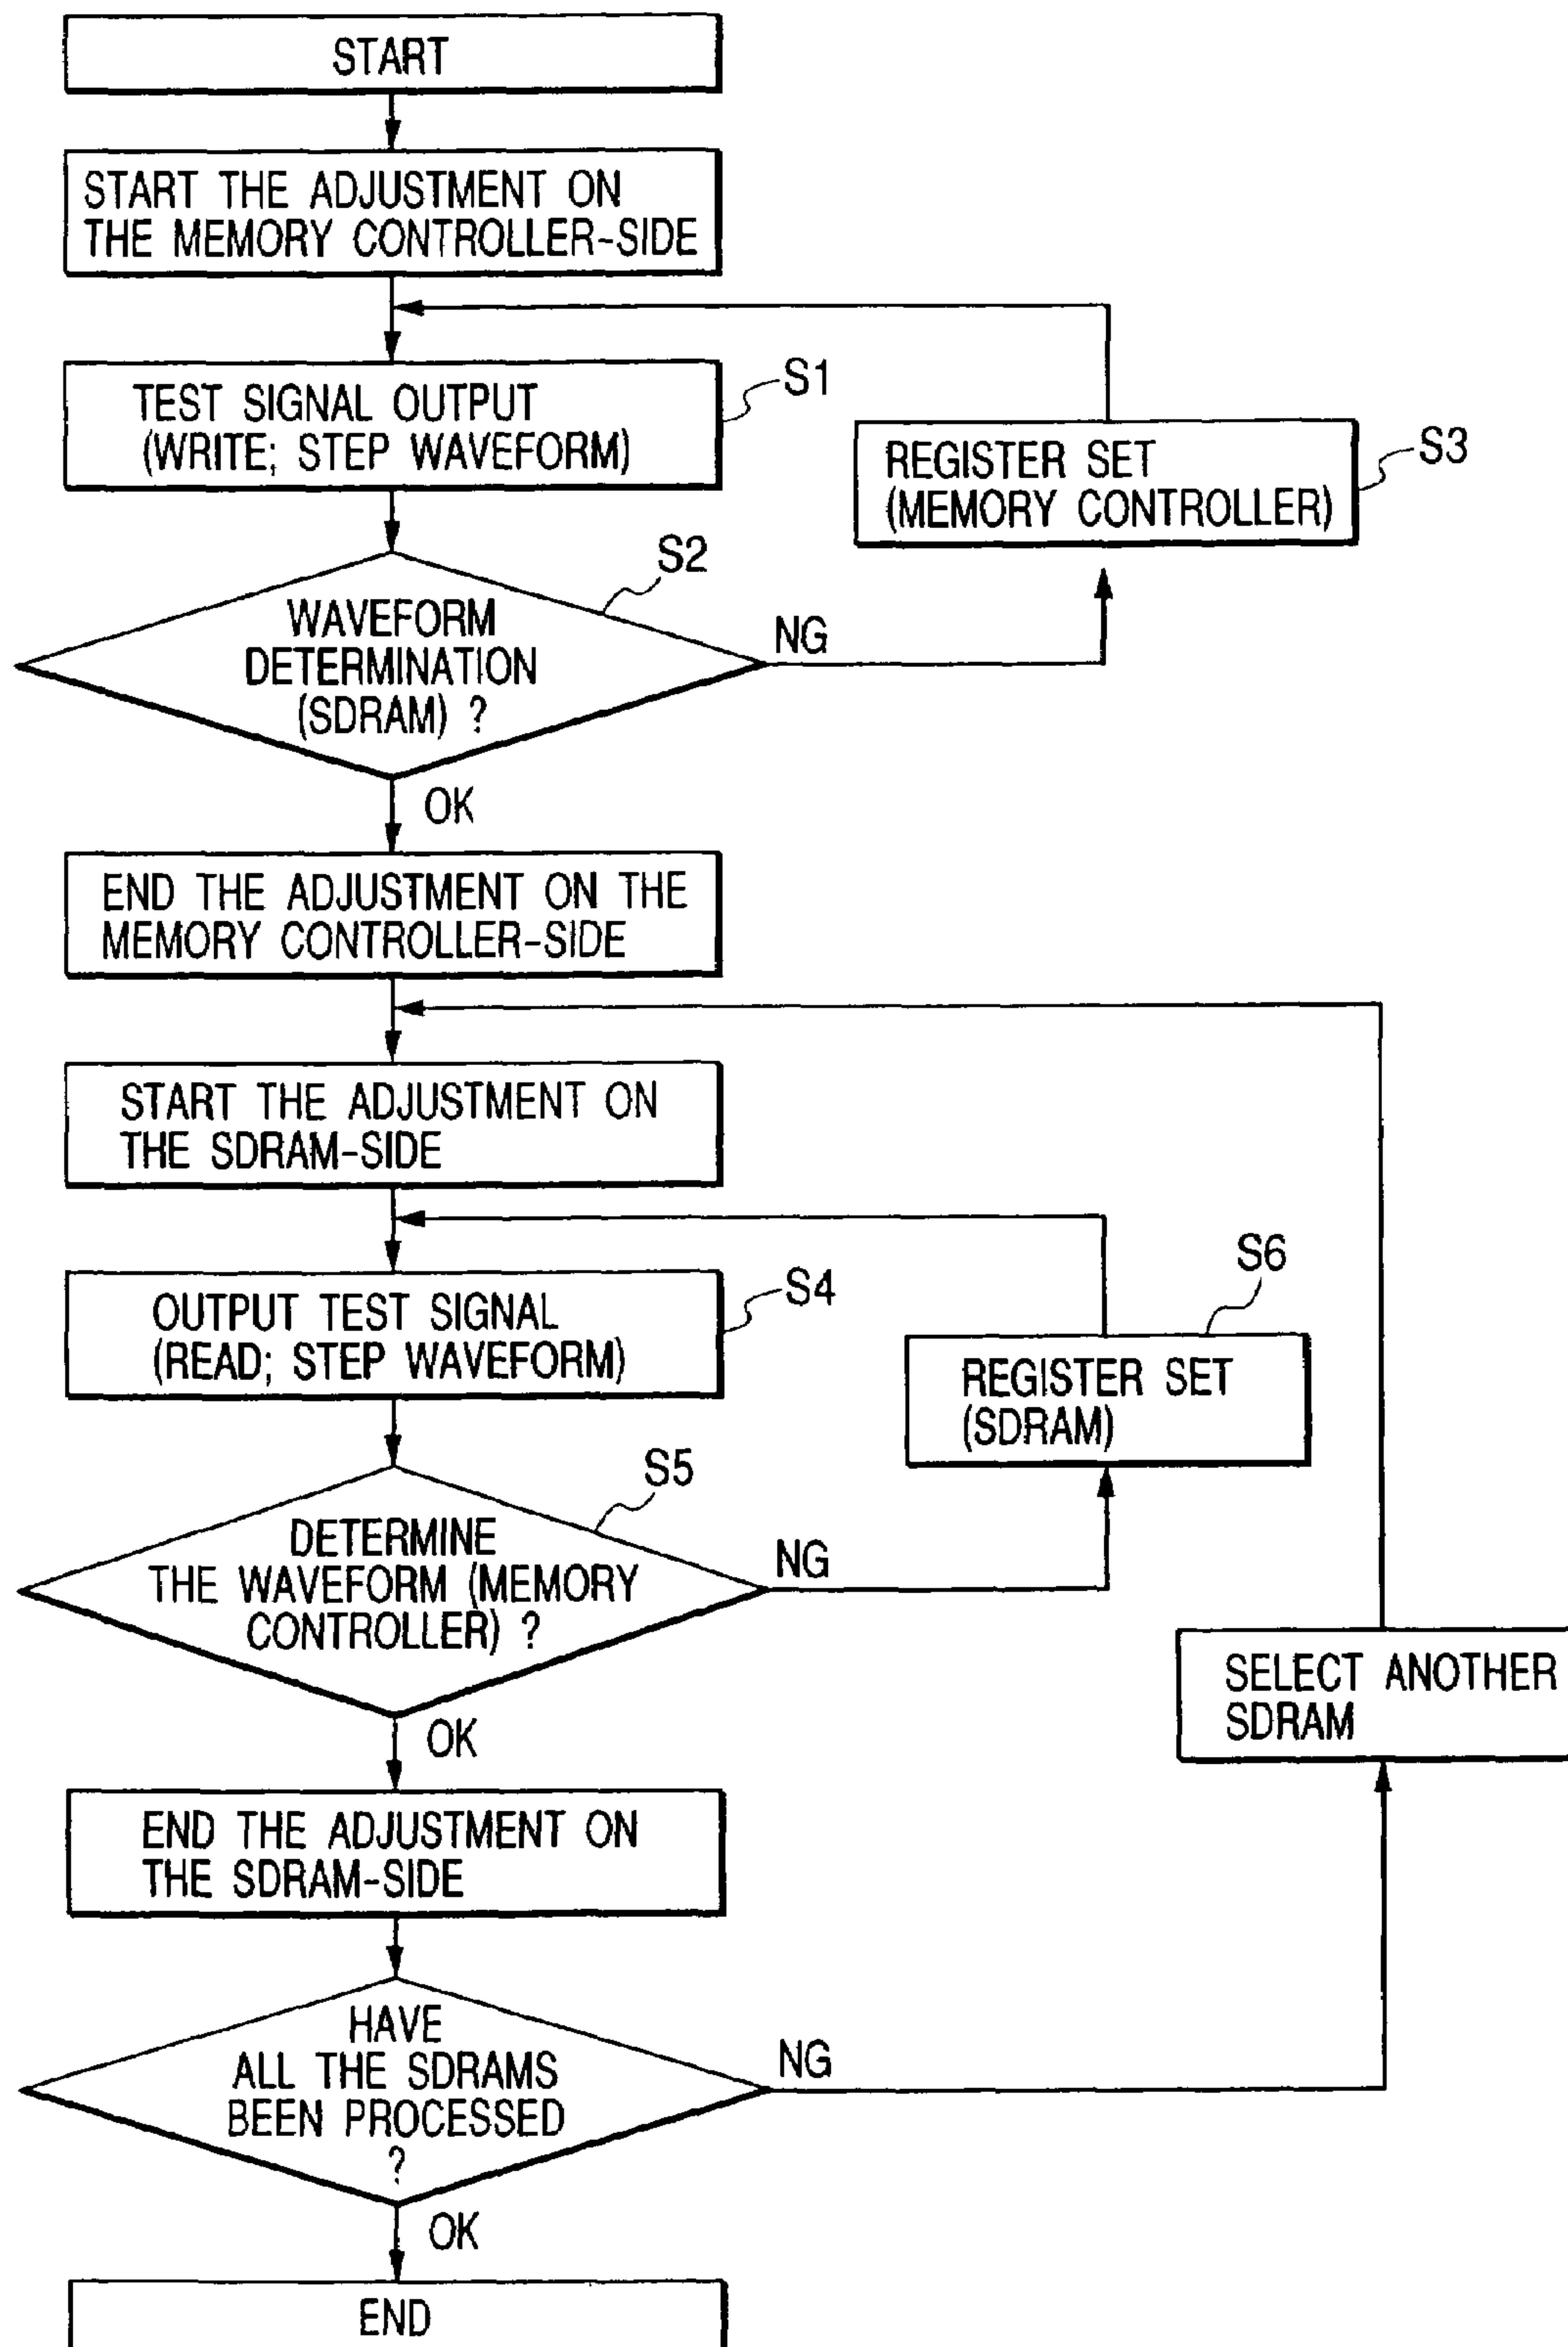 START
START THE ADJUSTMENT ON
THE MEMORY CONTROLLER-SIDE
TEST SIGNAL OUTPUT
(WRITE; STEP WAVEFORM)
S1
REGISTER SET
(MEMORY CONTROLLER)
S3
WAVEFORM
DETERMINATION
(SDRAM) ?
S2
NG
OK
END THE ADJUSTMENT ON THE
MEMORY CONTROLLER-SIDE
START THE ADJUSTMENT ON
THE SDRAM-SIDE
OUTPUT TEST SIGNAL
(READ; STEP WAVEFORM)
S4
S6
REGISTER SET
(SDRAM)
DETERMINE
THE WAVEFORM (MEMORY
CONTROLLER) ?
S5
NG
SELECT ANOTHER
SDRAM
OK
END THE ADJUSTMENT ON
THE SDRAM-SIDE
HAVE
ALL THE SDRAMS
BEEN PROCESSED
?
NG
OK
END